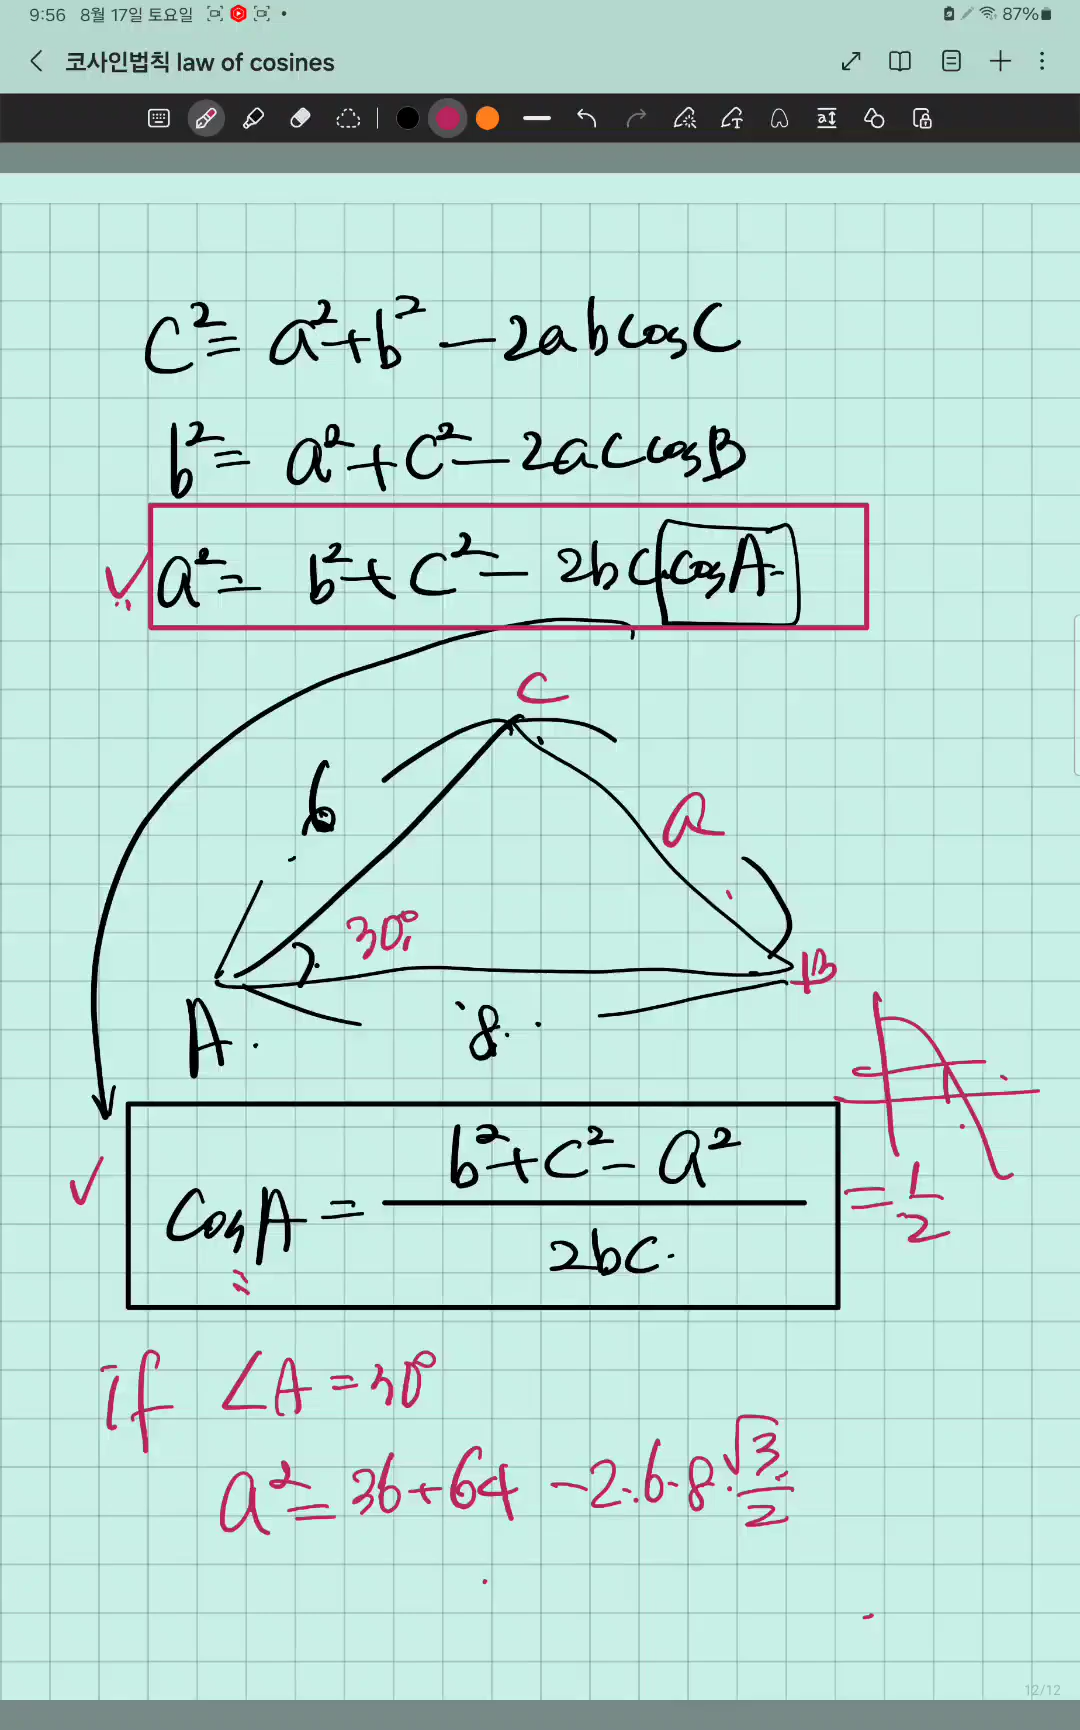 9:56 8월 17일 토요일 87%
코사인법칙 law of cosines
C² = a² + b² - 2ab cos C
b² = a² + c² - 2ac cos B
a² = b² + c² - 2bc cos A
C
6
a
30°
B
A
8
cos A = (b² + c² - a²) / 2bc = 1/2
if ∠A = 30°
a² = 36 + 64 - 2·6·8·√3/2
12/12